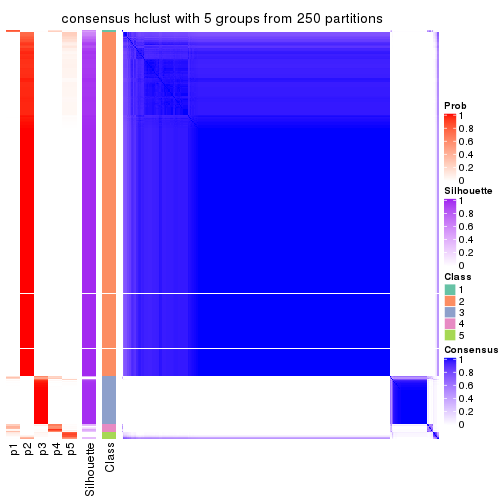 consensus hclust with 5 groups from 250 partitions
Prob
1
0.8
0.6
0.4
0.2
0
Silhouette
1
0.8
0.6
0.4
0.2
0
Class
1
2
3
4
5
Consensus
1
0.8
0.6
0.4
0.2
0
p1
p2
p3
p4
p5
Silhouette
Class